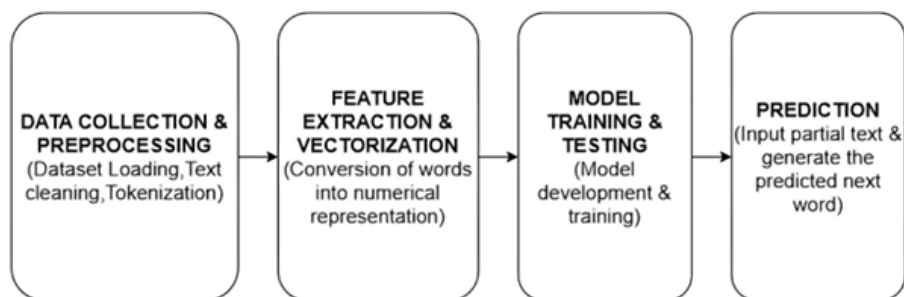 DATA COLLECTION &
PREPROCESSING
(Dataset Loading,Text
cleaning,Tokenization)
FEATURE
EXTRACTION &
VECTORIZATION
(Conversion of words
into numerical
representation)
MODEL
TRAINING &
TESTING
(Model
development &
training)
PREDICTION
(Input partial text &
generate the
predicted next
word)